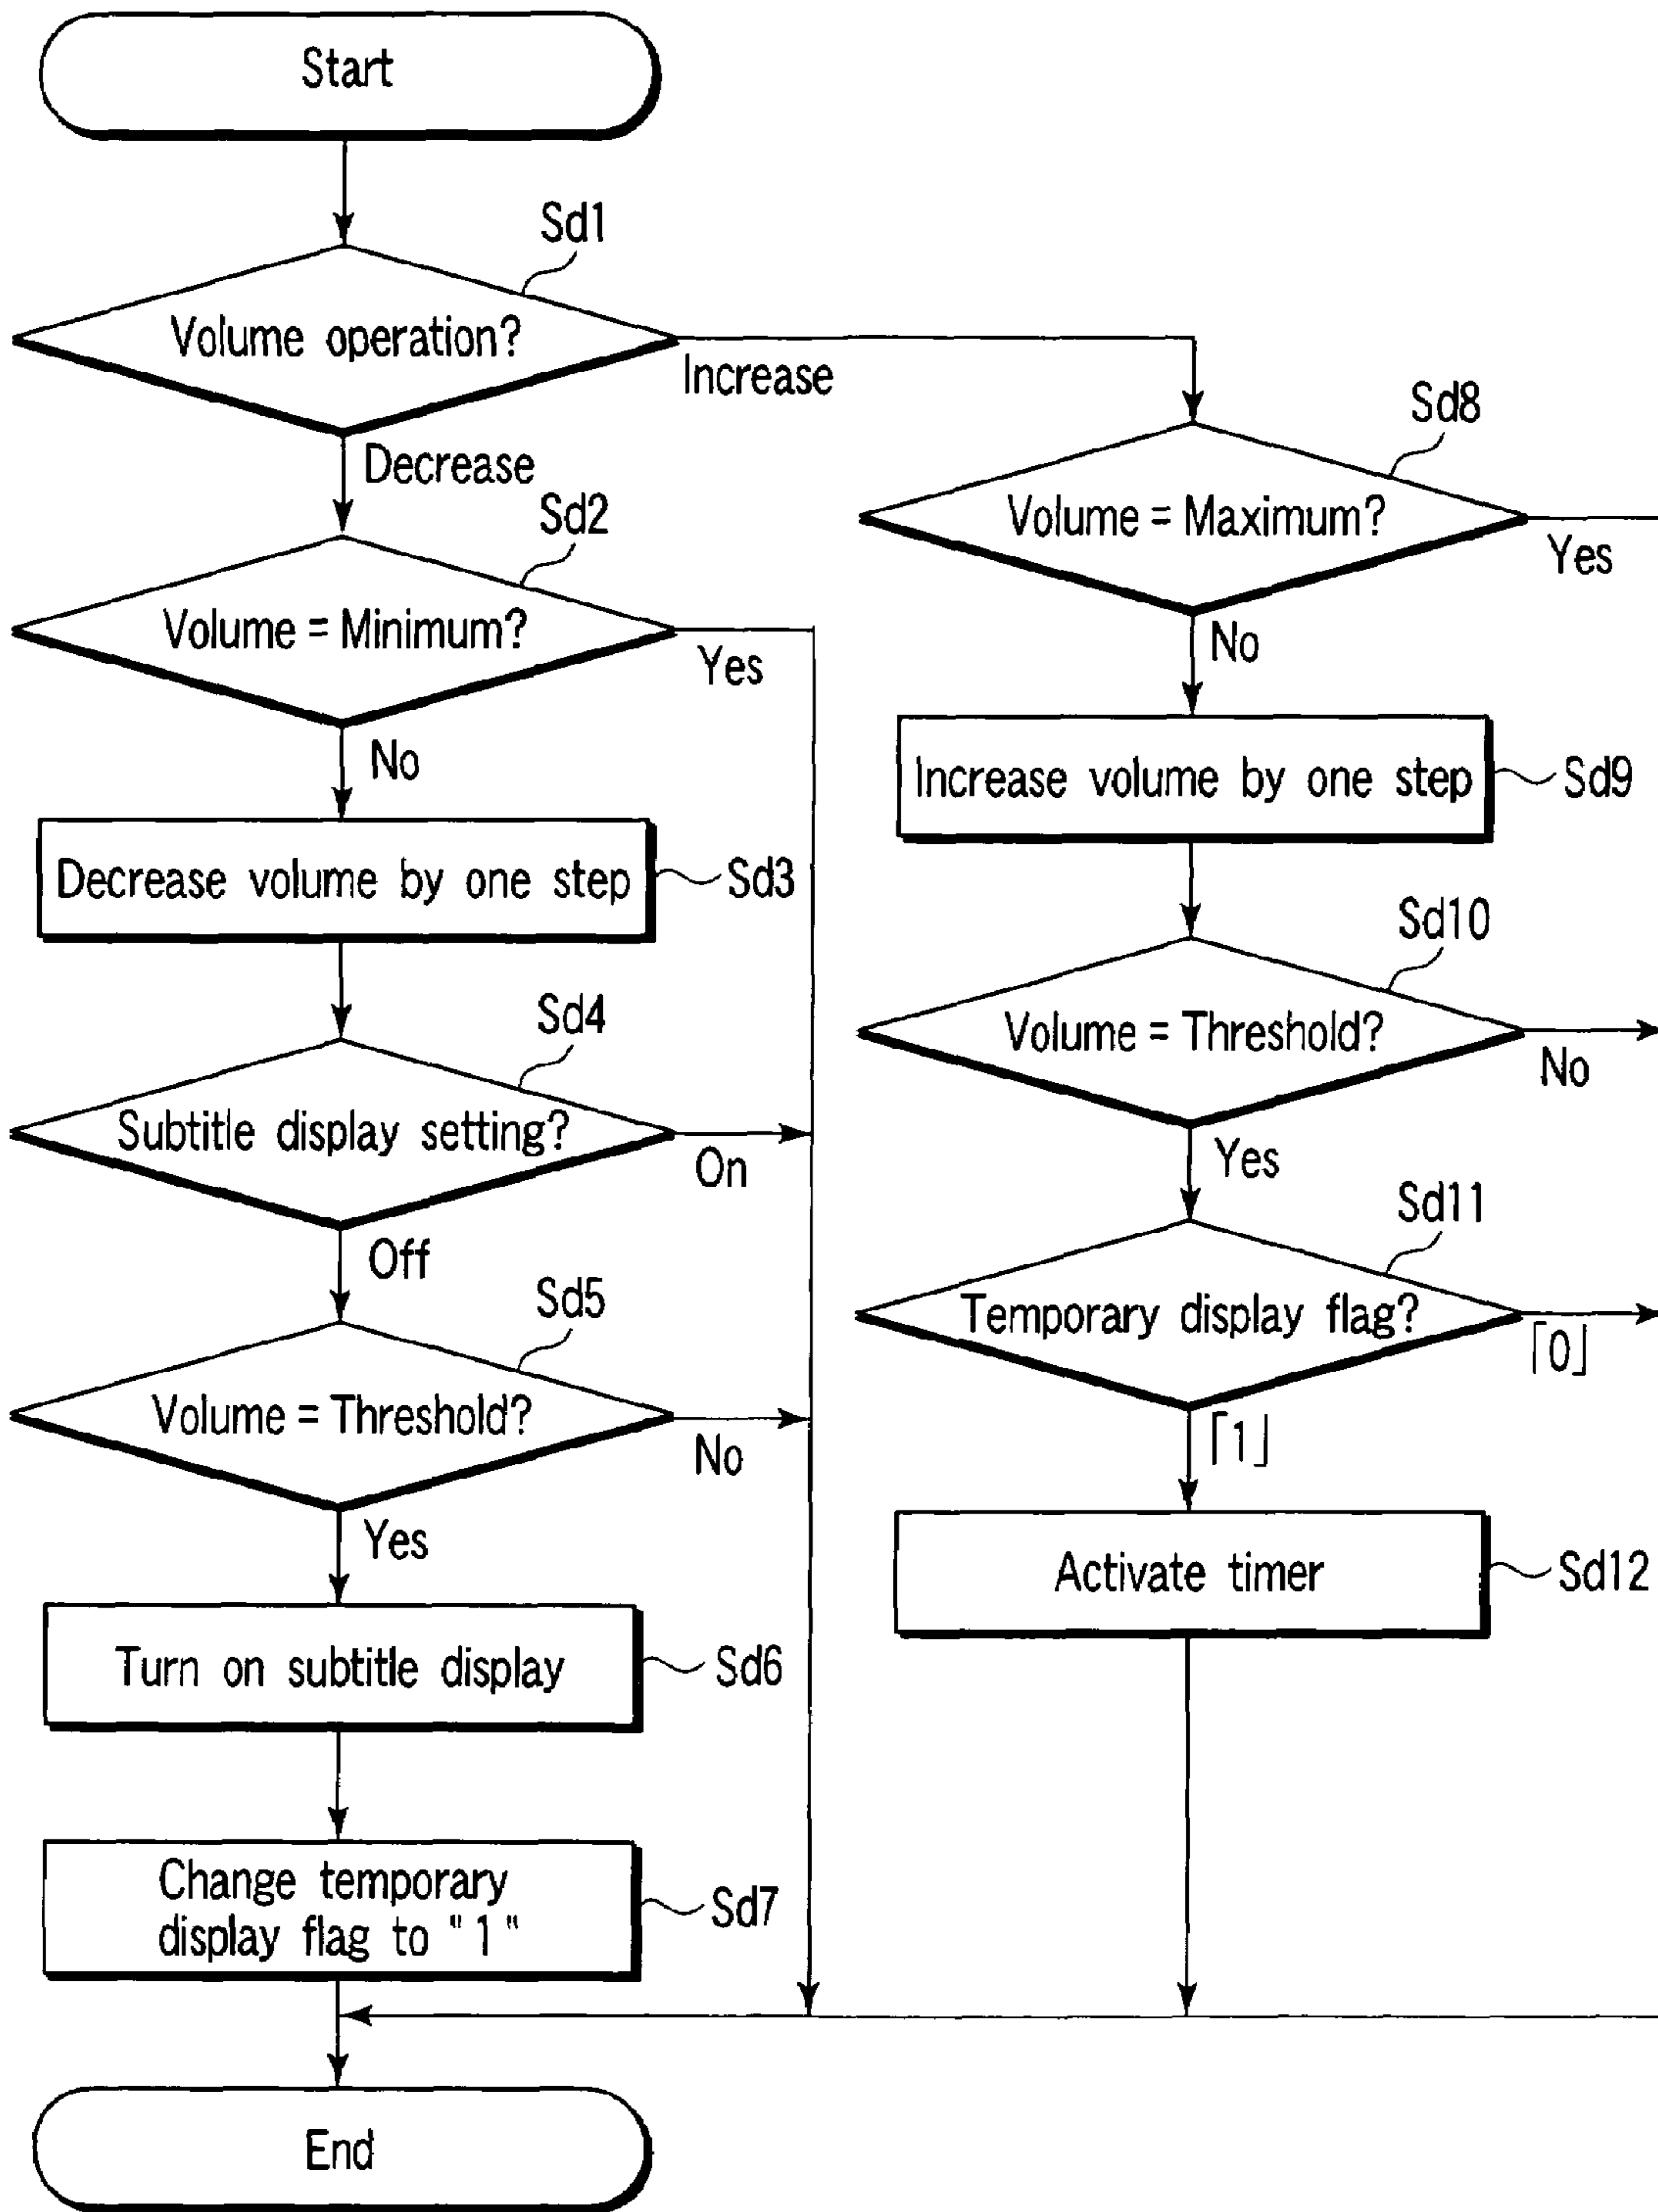 Start
Sd1
Volume operation?
Increase
Decrease
Sd2
Volume = Minimum?
Yes
No
Decrease volume by one step
Sd3
Sd4
Subtitle display setting?
On
Off
Sd5
Volume = Threshold?
No
Yes
Turn on subtitle display
Sd6
Change temporary
display flag to "1"
Sd7
End
Sd8
Volume = Maximum?
Yes
No
Increase volume by one step
Sd9
Sd10
Volume = Threshold?
No
Yes
Sd11
Temporary display flag?
「0」
「1」
Activate timer
Sd12